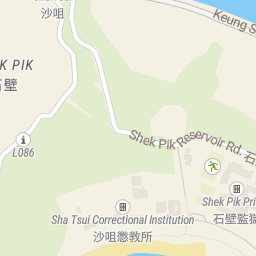 沙咀
Keung S
K PIK
石壁
L086
Shek Pik Reservoir Rd. 石
Shek Pik Pri
石壁監獄
Sha Tsui Correctional Institution
沙咀懲教所